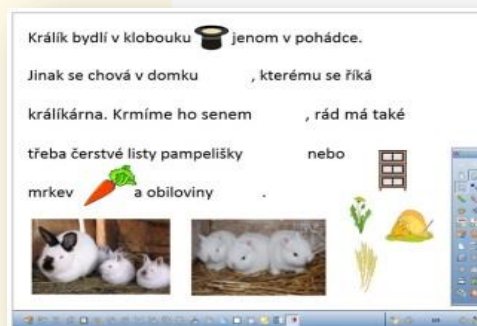 Králík bydlí v klobouku jenom v pohádce.
Jinak se chová v domku , kterému se říká
králíkárna. Krmíme ho senem , rád má také
třeba čerstvé listy pampelišky nebo
mrkev a obiloviny .